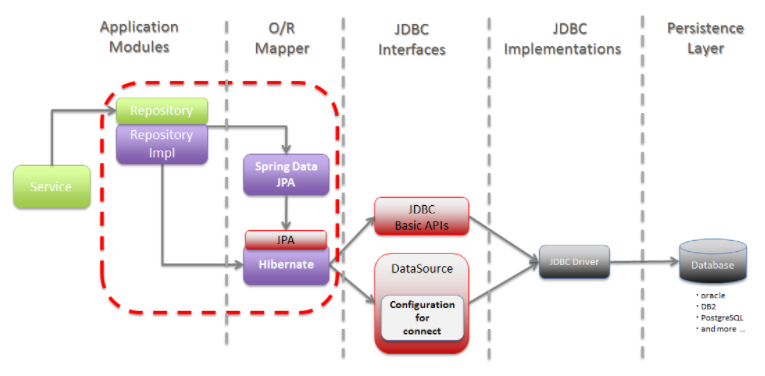 Application
Modules
O/R
Mapper
JDBC
Interfaces
JDBC
Implementations
Persistence
Layer
Repository
Repository
Impl
Service
Spring Data
JPA
JPA
Hibernate
JDBC
Basic APIs
DataSource
Configuration
for
connect
JDBC Driver
Database
・oracle
・DB2
・PostgreSQL
・and more ...